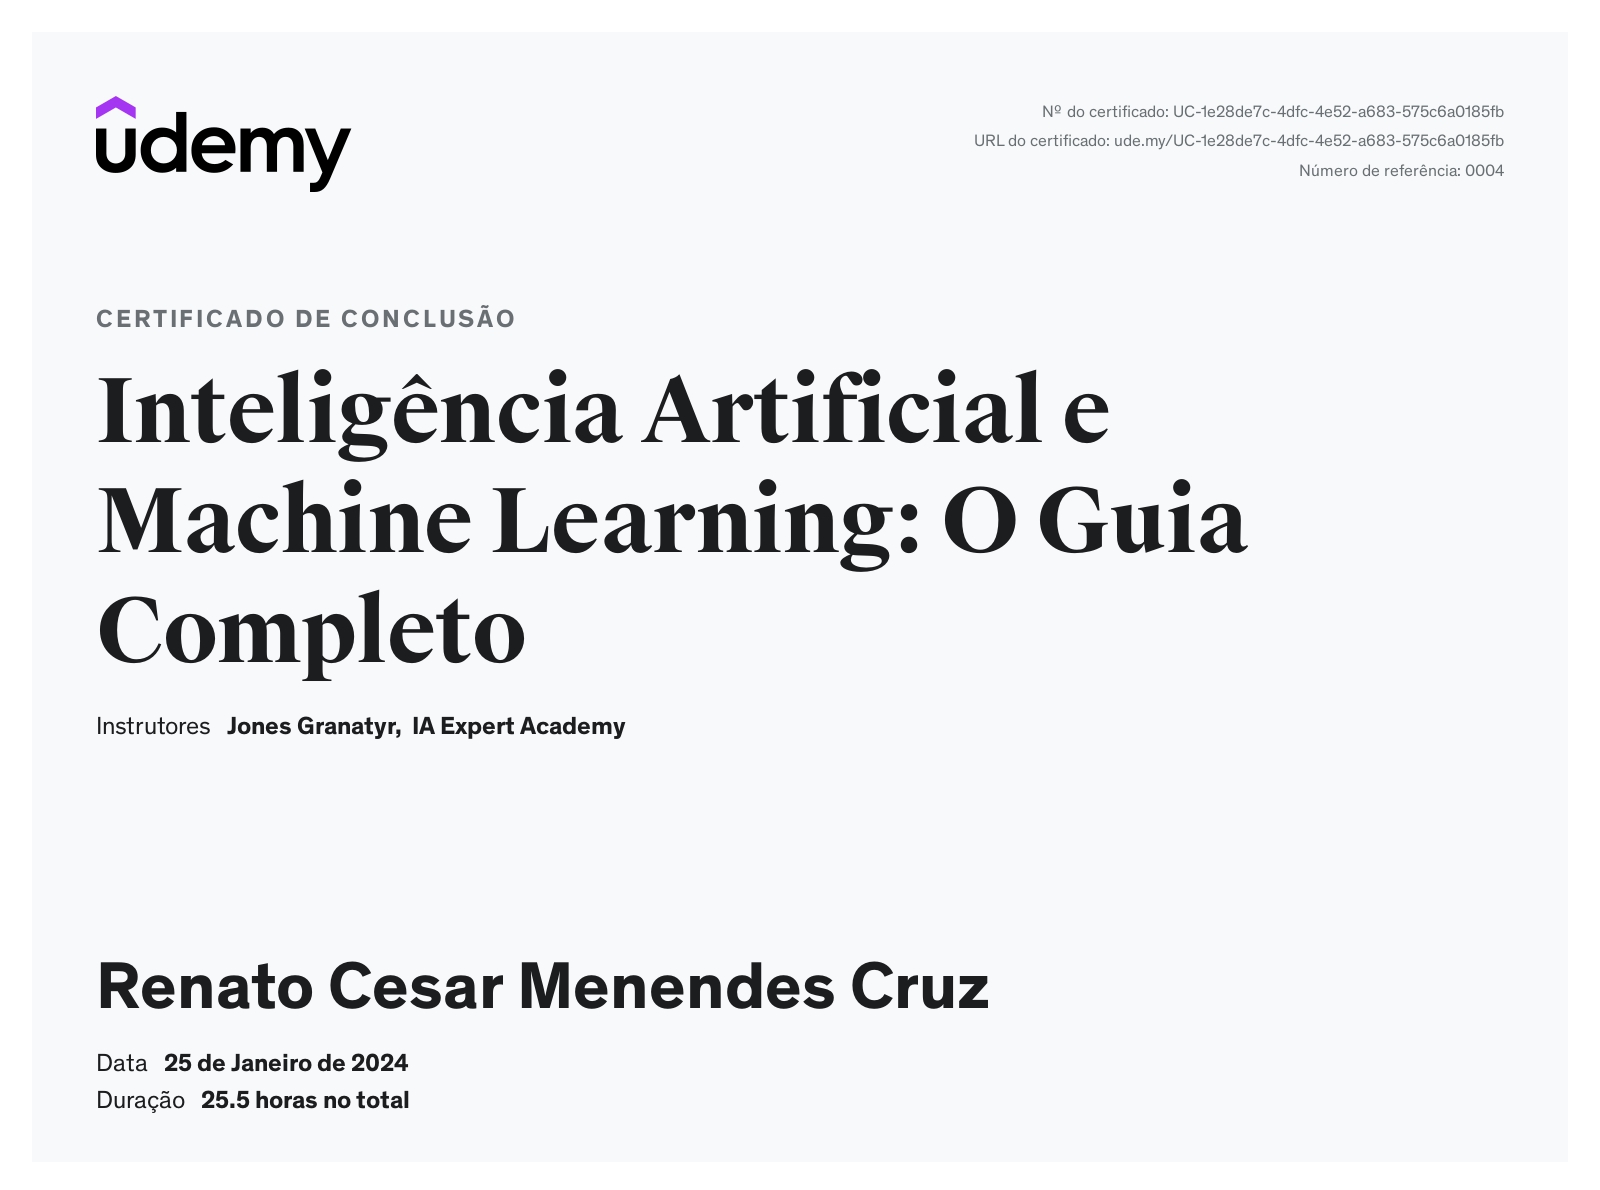 udemy
Nº do certificado: UC-1e28de7c-4dfc-4e52-a683-575c6a0185fb
URL do certificado: ude.my/UC-1e28de7c-4dfc-4e52-a683-575c6a0185fb
Número de referência: 0004
CERTIFICADO DE CONCLUSÃO
Inteligência Artificial e
Machine Learning: O Guia
Completo
Instrutores Jones Granatyr, IA Expert Academy
Renato Cesar Menendes Cruz
Data 25 de Janeiro de 2024
Duração 25.5 horas no total